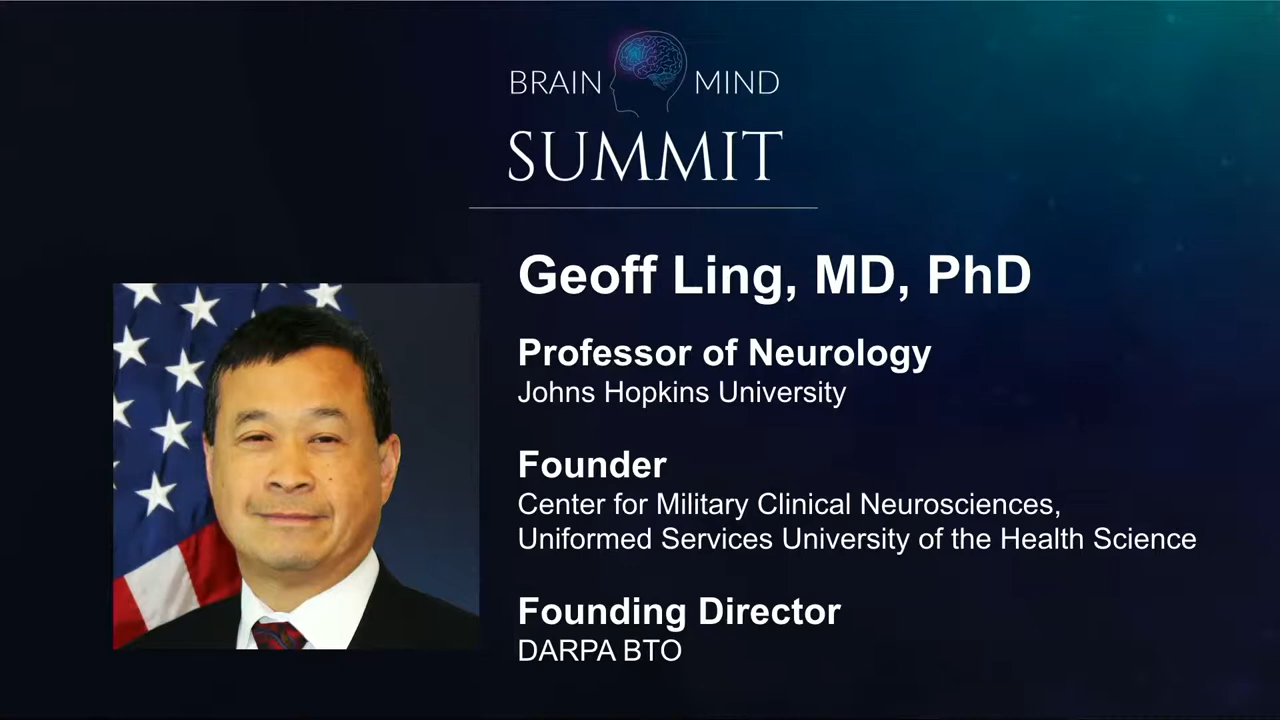 BRAIN MIND
SUMMIT
Geoff Ling, MD, PhD
Professor of Neurology
Johns Hopkins University
Founder
Center for Military Clinical Neurosciences,
Uniformed Services University of the Health Science
Founding Director
DARPA BTO